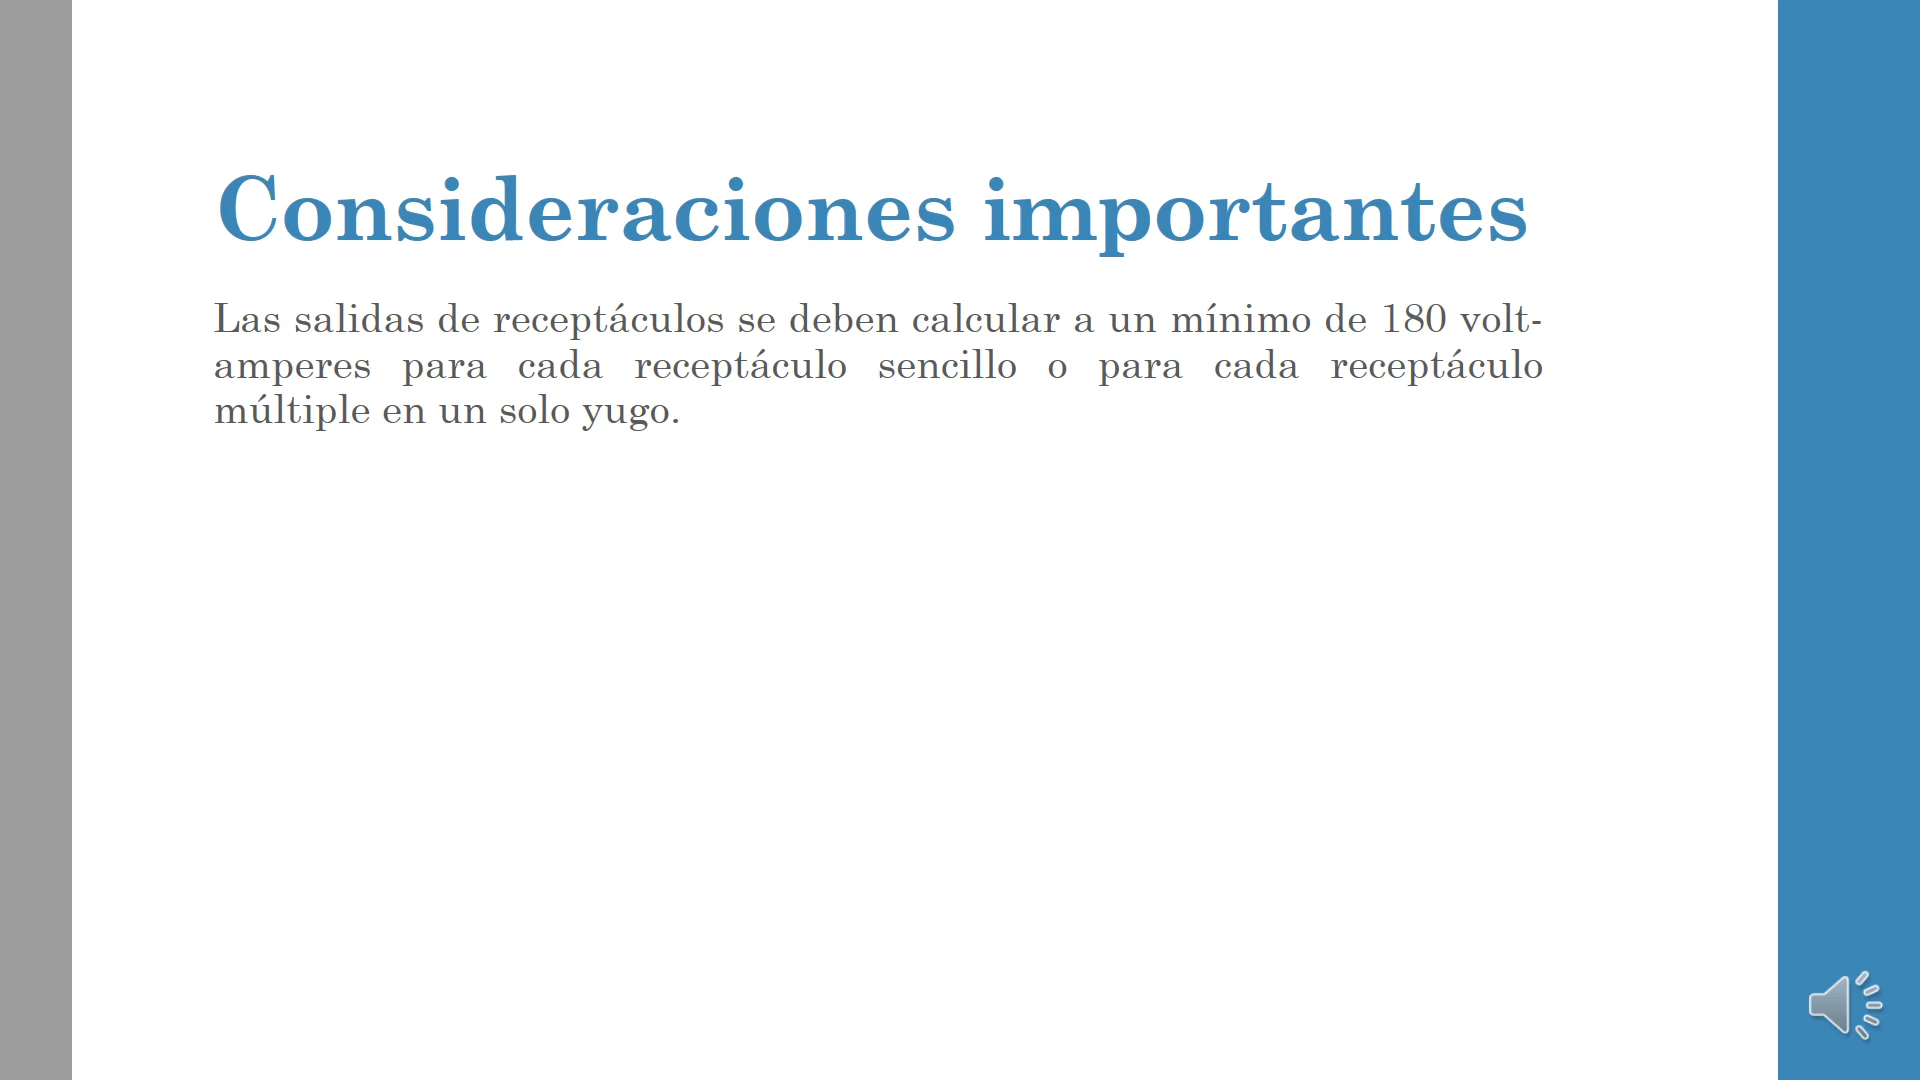 Consideraciones importantes
Las salidas de receptáculos se deben calcular a un mínimo de 180 volt-
amperes para cada receptáculo sencillo o para cada receptáculo
múltiple en un solo yugo.